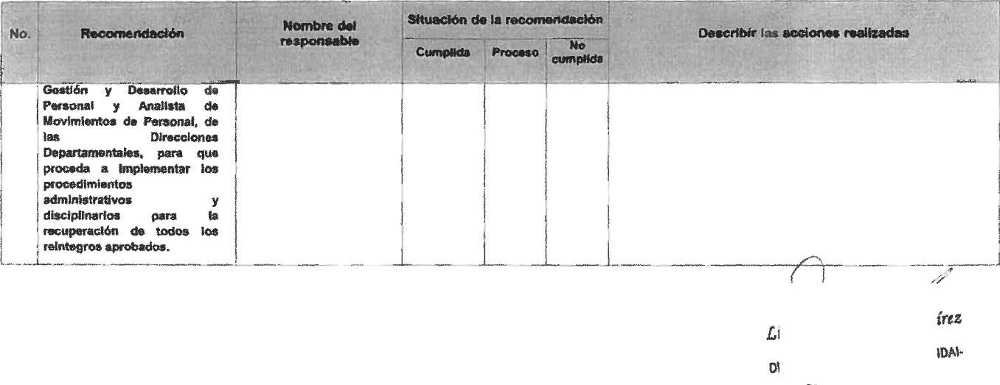 No.
Recomendación
Nombre del
responsable
Situación de la recomendación
Cumplida
Proceso
No
cumplida
Describir las acciones realizadas
Gestión y Desarrollo de
Personal y Analista de
Movimientos de Personal, de
las Direcciones
Departamentales, para que
proceda a implementar los
procedimientos
administrativos y
disciplinarios para la
recuperación de todos los
reintegros aprobados.
írez
Li
IDAI-
DI